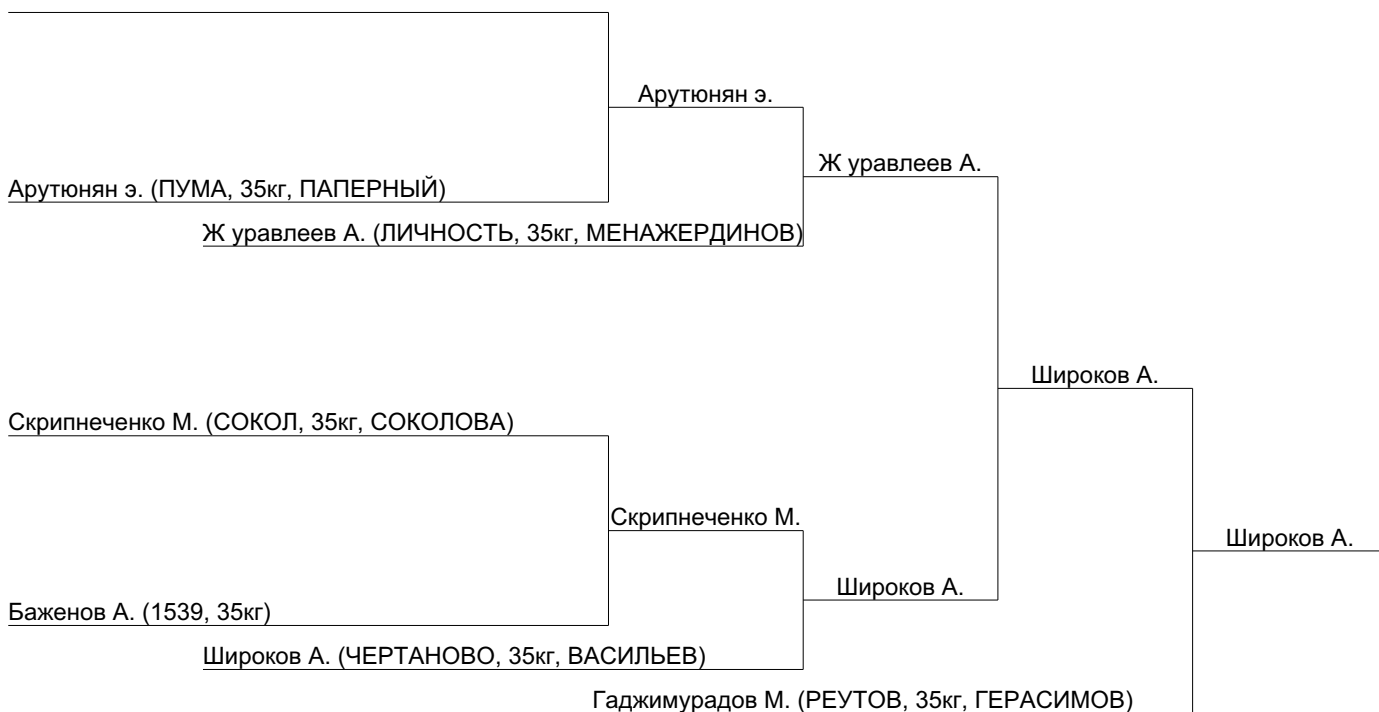 Арутюнян э.
Ж уравлеев А.
Арутюнян э. (ПУМА, 35кг, ПАПЕРНЫЙ)
Ж уравлеев А. (ЛИЧНОСТЬ, 35кг, МЕНАЖЕРДИНОВ)
Широков А.
Скрипнеченко М. (СОКОЛ, 35кг, СОКОЛОВА)
Скрипнеченко М.
Широков А.
Широков А.
Баженов А. (1539, 35кг)
Широков А. (ЧЕРТАНОВО, 35кг, ВАСИЛЬЕВ)
Гаджимурадов М. (РЕУТОВ, 35кг, ГЕРАСИМОВ)